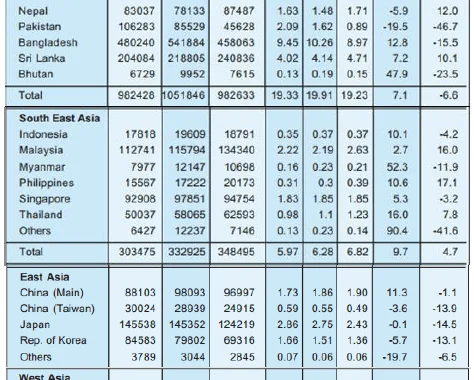 Nepal 83037 78133 87487 1.63 1.48 1.71 -5.9 12.0
Pakistan 106283 85529 45628 2.09 1.62 0.89 -19.5 -46.7
Bangladesh 480240 541884 458063 9.45 10.26 8.97 12.8 -15.5
Sri Lanka 204084 218805 240836 4.02 4.14 4.71 7.2 10.1
Bhutan 6729 9952 7615 0.13 0.19 0.15 47.9 -23.5
Total 982428 1051846 982633 19.33 19.91 19.23 7.1 -6.6
South East Asia
Indonesia 17818 19609 18791 0.35 0.37 0.37 10.1 -4.2
Malaysia 112741 115794 134340 2.22 2.19 2.63 2.7 16.0
Myanmar 7977 12147 10698 0.16 0.23 0.21 52.3 -11.9
Philippines 15567 17222 20173 0.31 0.3 0.39 10.6 17.1
Singapore 92908 97851 94754 1.83 1.85 1.85 5.3 -3.2
Thailand 50037 58065 62593 0.98 1.1 1.23 16.0 7.8
Others 6427 12237 7146 0.13 0.23 0.14 90.4 -41.6
Total 303475 332925 348495 5.97 6.28 6.82 9.7 4.7
East Asia
China (Main) 88103 98093 96997 1.73 1.86 1.90 11.3 -1.1
China (Taiwan) 30024 28939 24915 0.59 0.55 0.49 -3.6 -13.9
Japan 145538 145352 124219 2.86 2.75 2.43 -0.1 -14.5
Rep. of Korea 84583 79802 69316 1.66 1.51 1.36 -5.7 -13.1
Others 3789 3044 2845 0.07 0.06 0.06 -19.7 -6.5
West Asia